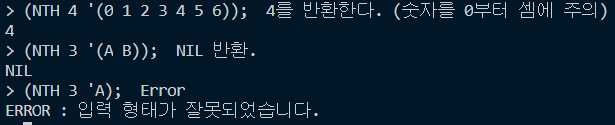 > (NTH 4 '(0 1 2 3 4 5 6));  4를 반환한다. (숫자를 0부터 셈에 주의)
4
> (NTH 3 '(A B));  NIL 반환.
NIL
> (NTH 3 'A);  Error
ERROR : 입력 형태가 잘못되었습니다.